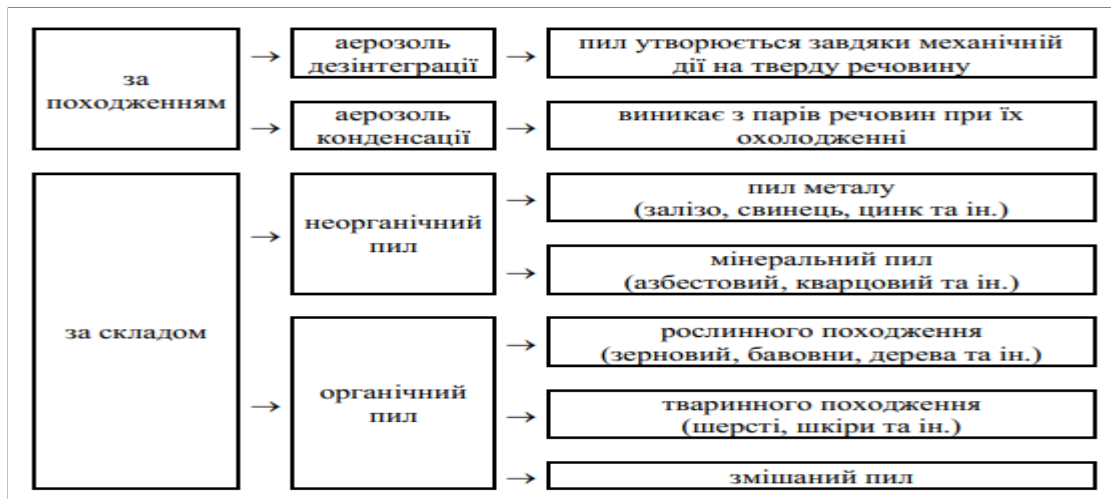 за
походженням
→
аерозоль
дезінтеграції
→
пил утворюється завдяки механічній
дії на тверду речовину
→
аерозоль
конденсації
→
виникає з парів речовин при їх
охолодженні
за складом
→
неорганічний
пил
→
пил металу
(залізо, свинець, цинк та ін.)
→
мінеральний пил
(азбестовий, кварцовий та ін.)
→
органічний
пил
→
рослинного походження
(зерновий, бавовни, дерева та ін.)
→
тваринного походження
(шерсті, шкіри та ін.)
→
змішаний пил